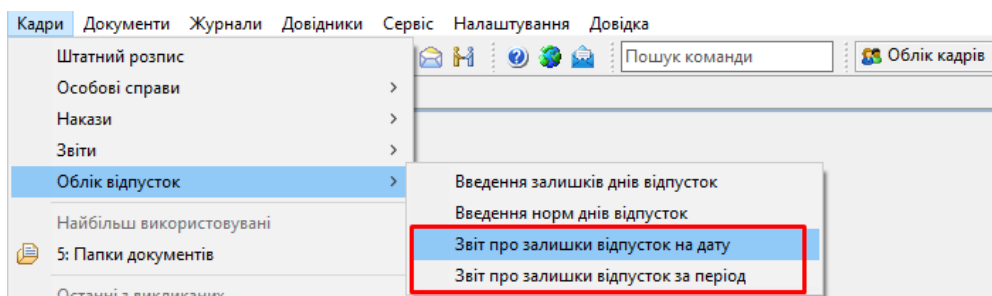 Кадри Документи Журнали Довідники Сервіс Налаштування Довідка
Пошук команди
Облік кадрів
Штатний розпис
Особові справи
Накази
Звіти
Облік відпусток
Найбільш використовувані
5: Папки документів
Останні з викликаних
Введення залишків днів відпусток
Введення норм днів відпусток
Звіт про залишки відпусток на дату
Звіт про залишки відпусток за період